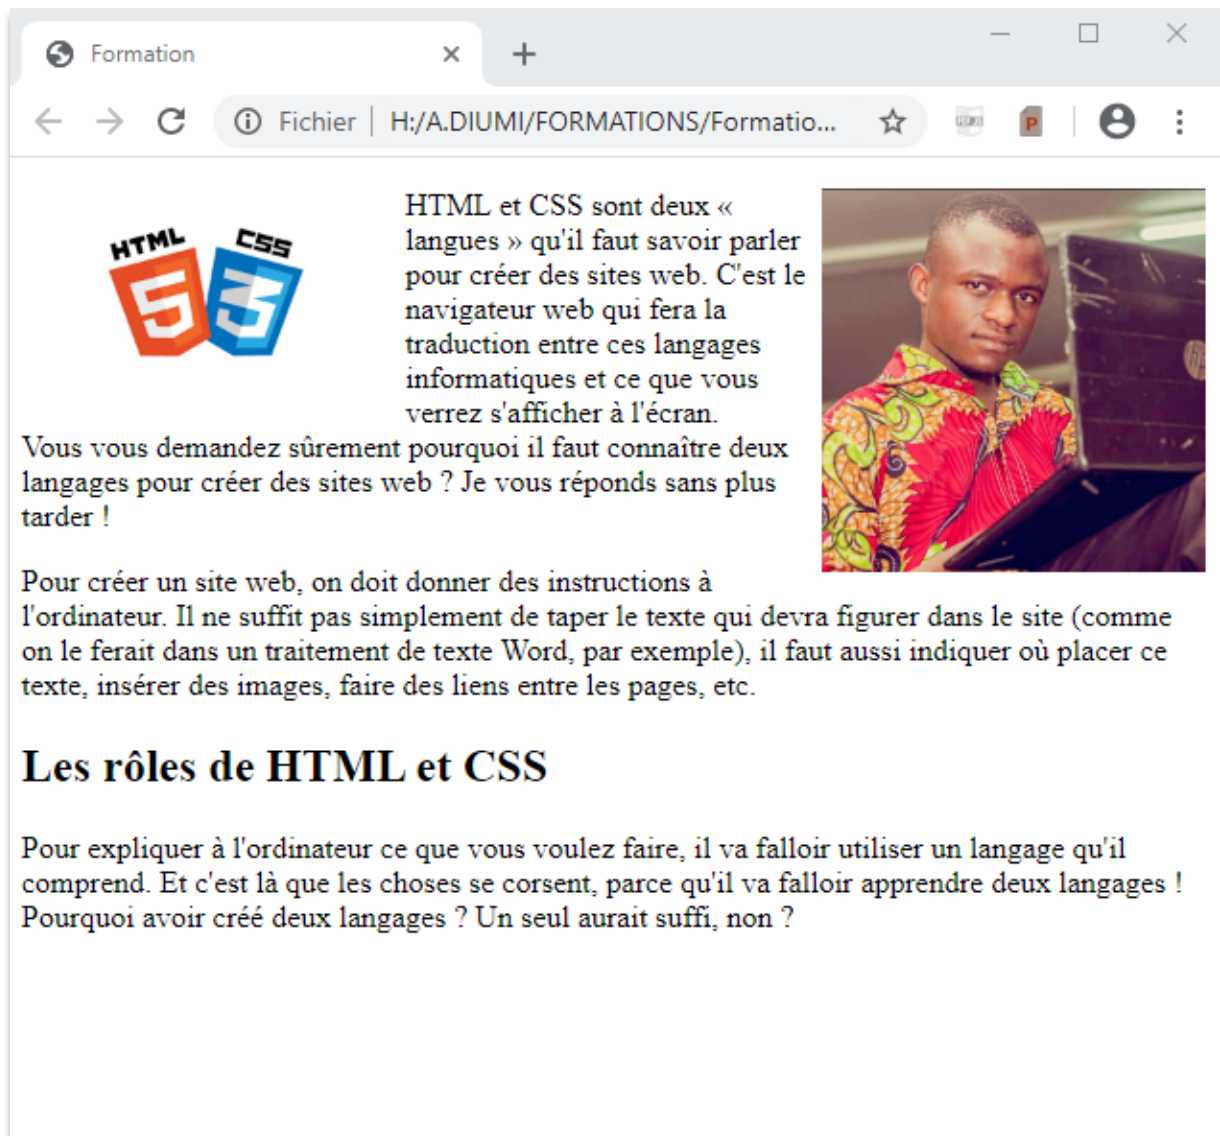 Formation
Fichier
H:/A.DIUMI/FORMATIONS/Formatio...
HTML
CSS
5
3
HTML et CSS sont deux «
langues » qu'il faut savoir parler
pour créer des sites web. C'est le
navigateur web qui fera la
traduction entre ces langages
informatiques et ce que vous
verrez s'afficher à l'écran.
Vous vous demandez sûrement pourquoi il faut connaître deux
langages pour créer des sites web ? Je vous réponds sans plus
tarder !
Pour créer un site web, on doit donner des instructions à
l'ordinateur. Il ne suffit pas simplement de taper le texte qui devra figurer dans le site (comme
on le ferait dans un traitement de texte Word, par exemple), il faut aussi indiquer où placer ce
texte, insérer des images, faire des liens entre les pages, etc.
Les rôles de HTML et CSS
Pour expliquer à l'ordinateur ce que vous voulez faire, il va falloir utiliser un langage qu'il
comprend. Et c'est là que les choses se corsent, parce qu'il va falloir apprendre deux langages !
Pourquoi avoir créé deux langages ? Un seul aurait suffi, non ?